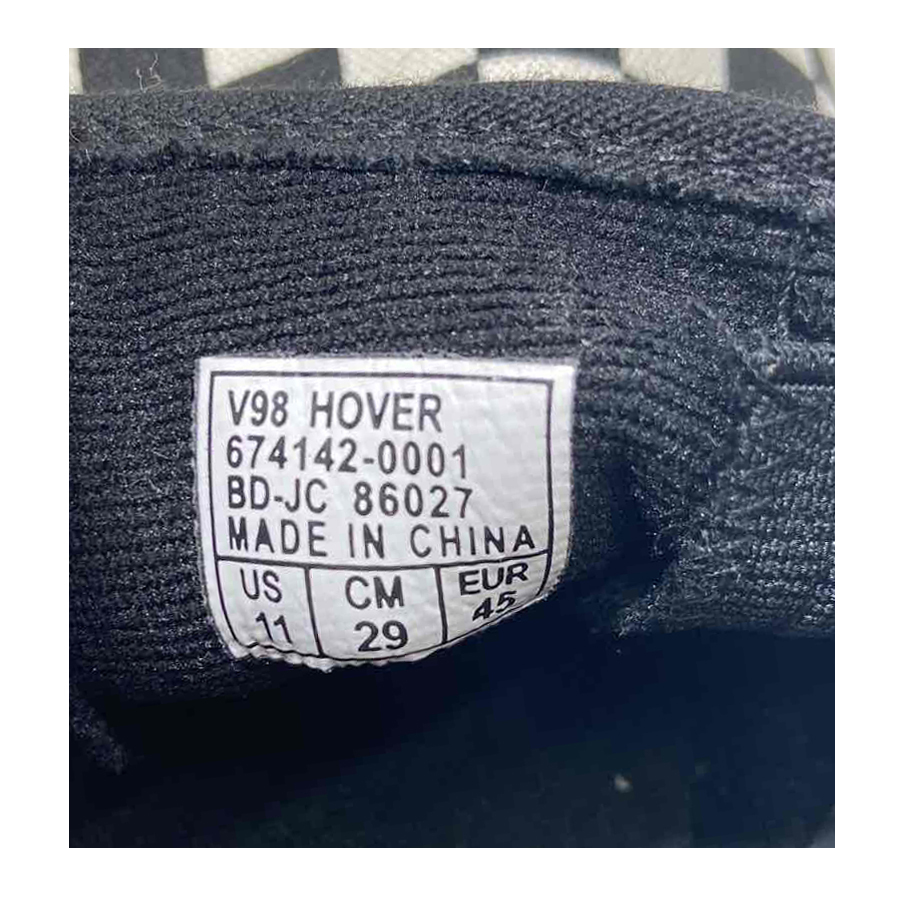 V98 HOVER
674142-0001
BD-JC 86027
MADE IN CHINA
US CM EUR
11 29 45